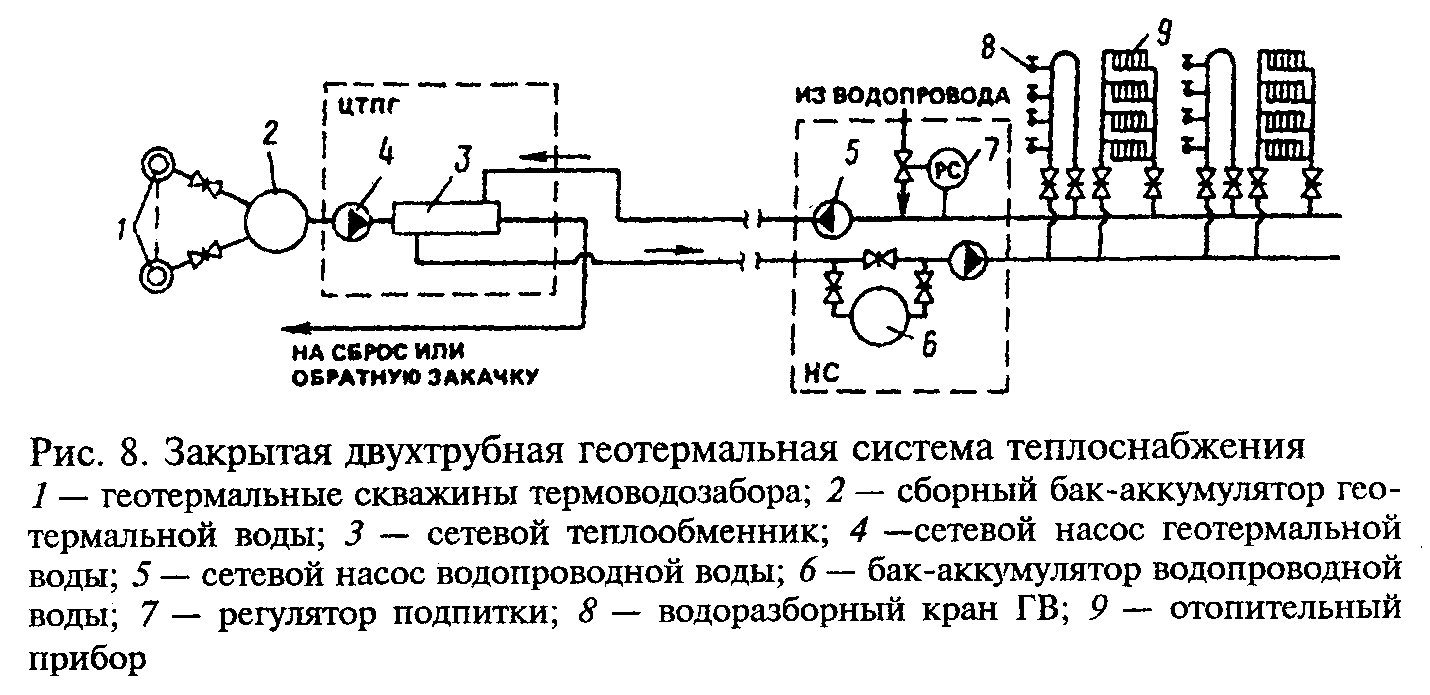 8
9
ЦТПГ
ИЗ ВОДОПРОВОДА
2
4
3
5
7
РС
1
6
НА СБРОС ИЛИ
ОБРАТНУЮ ЗАКАЧКУ
НС
Рис. 8. Закрытая двухтрубная геотермальная система теплоснабжения
1 — геотермальные скважины термоводозабора; 2 — сборный бак-аккумулятор гео-
термальной воды; 3 — сетевой теплообменник; 4 —сетевой насос геотермальной
воды; 5 — сетевой насос водопроводной воды; 6 — бак-аккумулятор водопроводной
воды; 7 — регулятор подпитки; 8 — водоразборный кран ГВ; 9 — отопительный
прибор